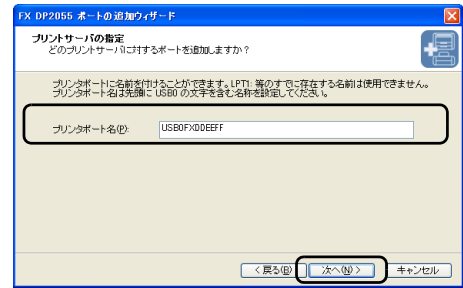 FX DP2055 ポートの追加ウィザード
プリントサーバの指定
どのプリントサーバに対するポートを追加しますか？
プリンタポートに名前を付けることができます。LPT1: 等のすでに存在する名前は使用できません。
プリンタポート名は先頭に USB0 の文字を含む名称を設定してください。
プリンタポート名(P): USB0FXDDEEFF
< 戻る(B) 次へ(N) > キャンセル